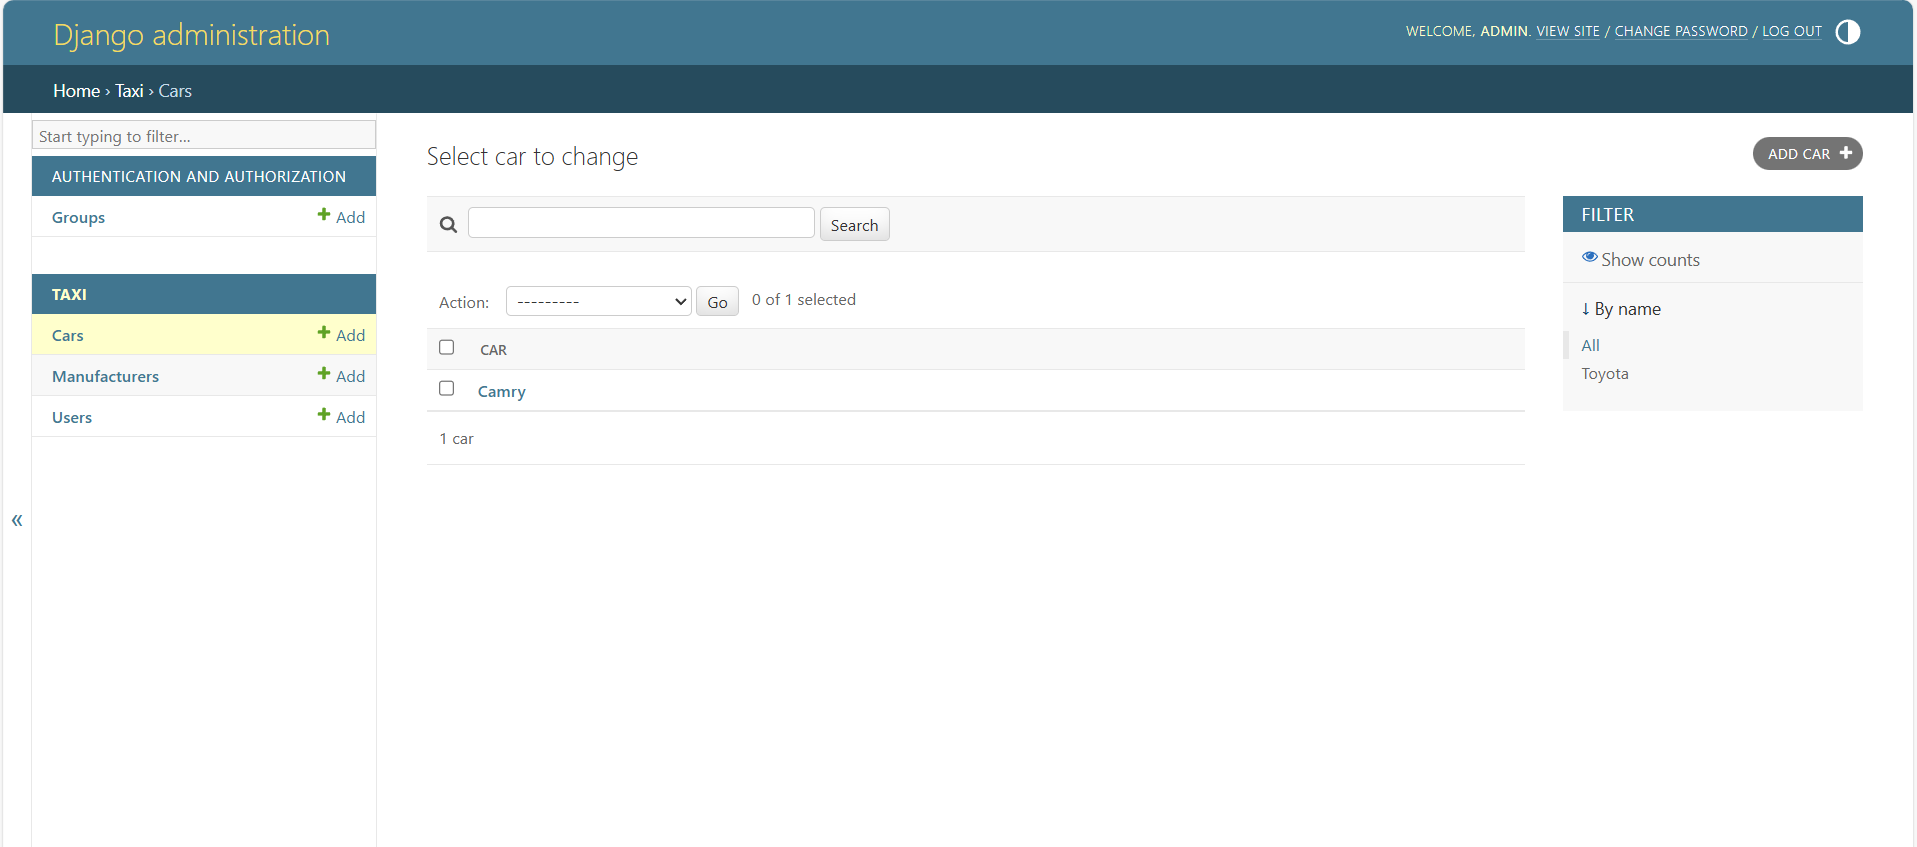 Django administration
WELCOME, ADMIN. VIEW SITE / CHANGE PASSWORD / LOG OUT
Home › Taxi › Cars
Start typing to filter...
AUTHENTICATION AND AUTHORIZATION
Groups + Add
TAXI
Cars + Add
Manufacturers + Add
Users + Add
«
Select car to change
ADD CAR +
Search
Action: --------- Go 0 of 1 selected
CAR
Camry
1 car
FILTER
Show counts
↓ By name
All
Toyota